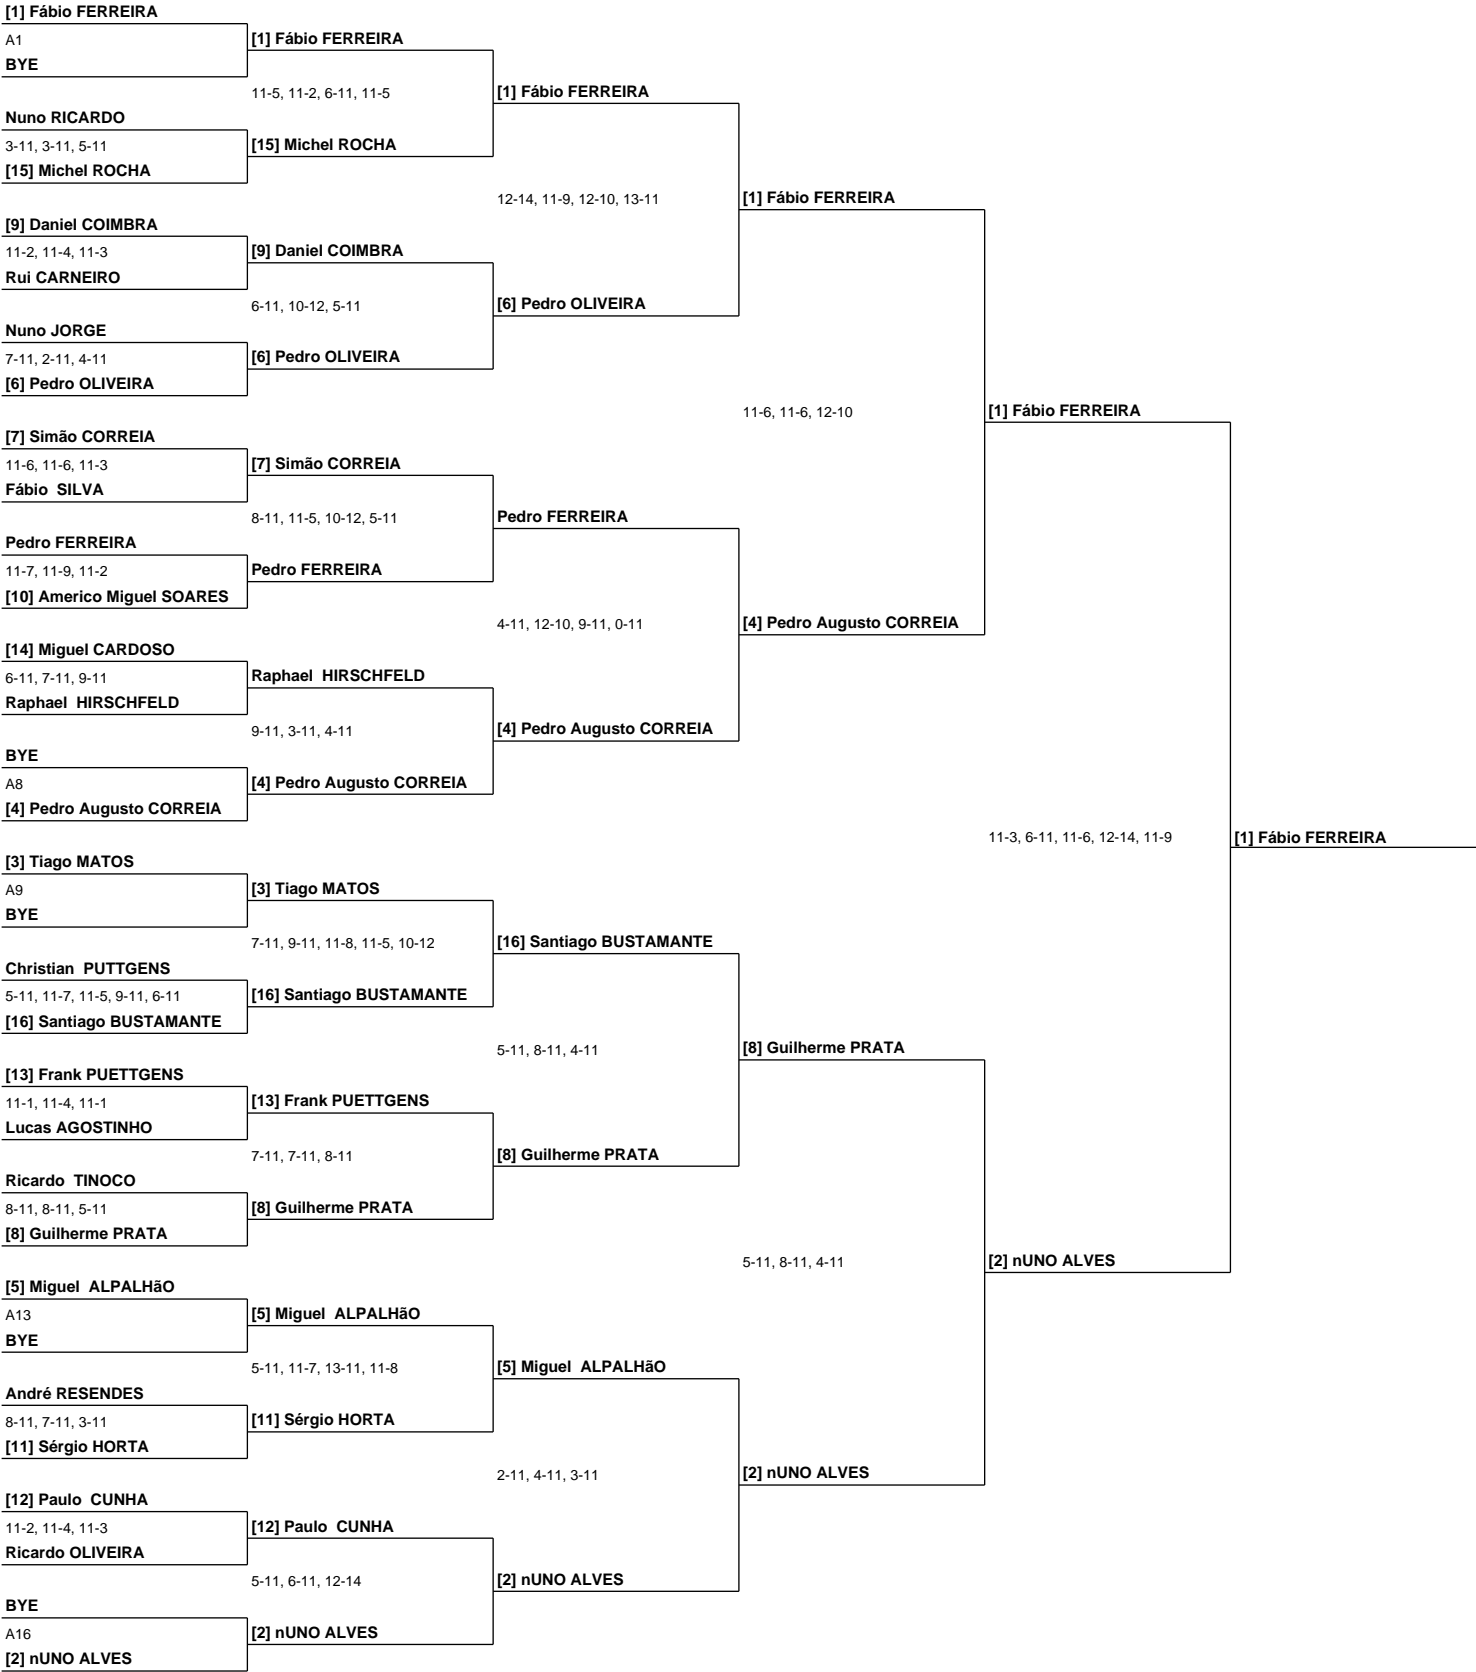 [1] Fábio FERREIRA
A1
[1] Fábio FERREIRA
BYE
11-5, 11-2, 6-11, 11-5
[1] Fábio FERREIRA
Nuno RICARDO
3-11, 3-11, 5-11
[15] Michel ROCHA
[15] Michel ROCHA
12-14, 11-9, 12-10, 13-11
[1] Fábio FERREIRA
[9] Daniel COIMBRA
11-2, 11-4, 11-3
[9] Daniel COIMBRA
Rui CARNEIRO
6-11, 10-12, 5-11
[6] Pedro OLIVEIRA
Nuno JORGE
7-11, 2-11, 4-11
[6] Pedro OLIVEIRA
[6] Pedro OLIVEIRA
11-6, 11-6, 12-10
[1] Fábio FERREIRA
[7] Simão CORREIA
11-6, 11-6, 11-3
[7] Simão CORREIA
Fábio  SILVA
8-11, 11-5, 10-12, 5-11
Pedro FERREIRA
Pedro FERREIRA
11-7, 11-9, 11-2
Pedro FERREIRA
[10] Americo Miguel SOARES
4-11, 12-10, 9-11, 0-11
[4] Pedro Augusto CORREIA
[14] Miguel CARDOSO
6-11, 7-11, 9-11
Raphael  HIRSCHFELD
Raphael  HIRSCHFELD
9-11, 3-11, 4-11
[4] Pedro Augusto CORREIA
BYE
A8
[4] Pedro Augusto CORREIA
[4] Pedro Augusto CORREIA
11-3, 6-11, 11-6, 12-14, 11-9
[1] Fábio FERREIRA
[3] Tiago MATOS
A9
[3] Tiago MATOS
BYE
7-11, 9-11, 11-8, 11-5, 10-12
[16] Santiago BUSTAMANTE
Christian  PUTTGENS
5-11, 11-7, 11-5, 9-11, 6-11
[16] Santiago BUSTAMANTE
[16] Santiago BUSTAMANTE
5-11, 8-11, 4-11
[8] Guilherme PRATA
[13] Frank PUETTGENS
11-1, 11-4, 11-1
[13] Frank PUETTGENS
Lucas AGOSTINHO
7-11, 7-11, 8-11
[8] Guilherme PRATA
Ricardo  TINOCO
8-11, 8-11, 5-11
[8] Guilherme PRATA
[8] Guilherme PRATA
5-11, 8-11, 4-11
[2] nUNO ALVES
[5] Miguel  ALPALHãO
A13
[5] Miguel  ALPALHãO
BYE
5-11, 11-7, 13-11, 11-8
[5] Miguel  ALPALHãO
André RESENDES
8-11, 7-11, 3-11
[11] Sérgio HORTA
[11] Sérgio HORTA
2-11, 4-11, 3-11
[2] nUNO ALVES
[12] Paulo  CUNHA
11-2, 11-4, 11-3
[12] Paulo  CUNHA
Ricardo OLIVEIRA
5-11, 6-11, 12-14
[2] nUNO ALVES
BYE
A16
[2] nUNO ALVES
[2] nUNO ALVES